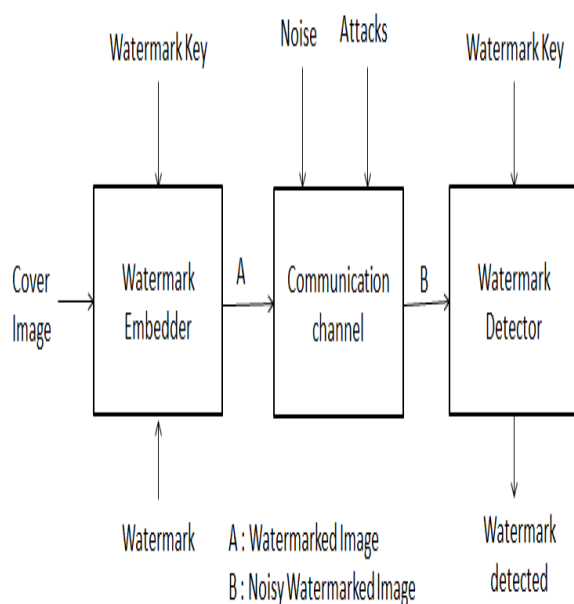 Watermark Key
Noise
Attacks
Watermark Key
Cover
Image
Watermark
Embedder
A
Communication
channel
B
Watermark
Detector
Watermark
A : Watermarked Image
B : Noisy Watermarked Image
Watermark
detected